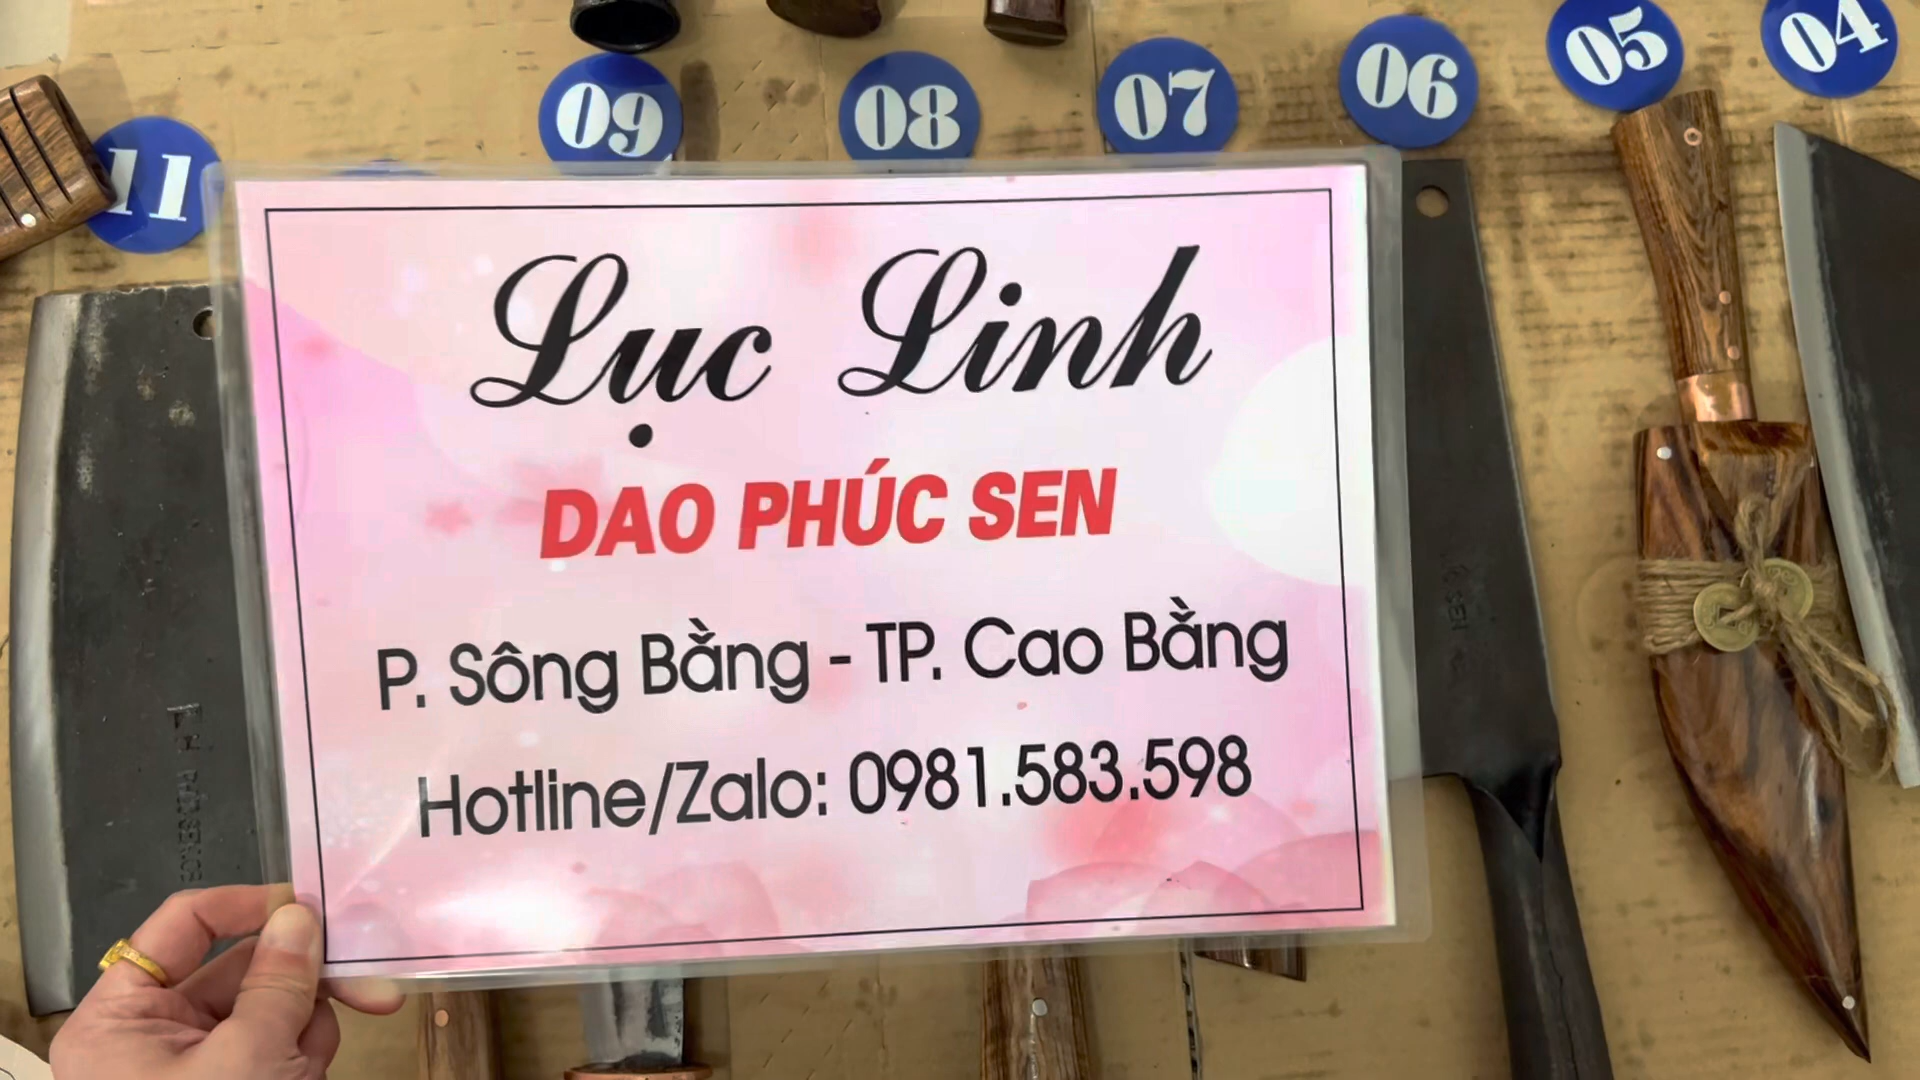 04
05
06
07
08
09
11
Lục Linh
DAO PHÚC SEN
P. Sông Bằng - TP. Cao Bằng
Hotline/Zalo: 0981.583.598